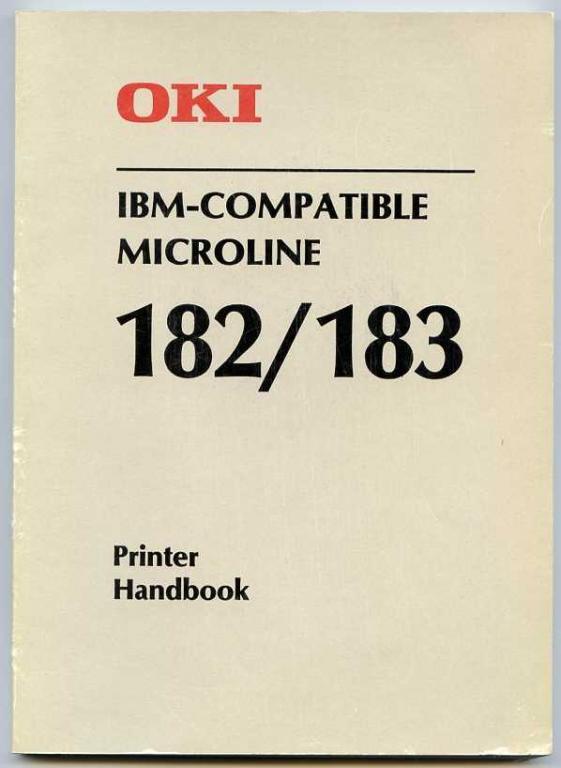 OKI
IBM-COMPATIBLE
MICROLINE
182/183
Printer
Handbook